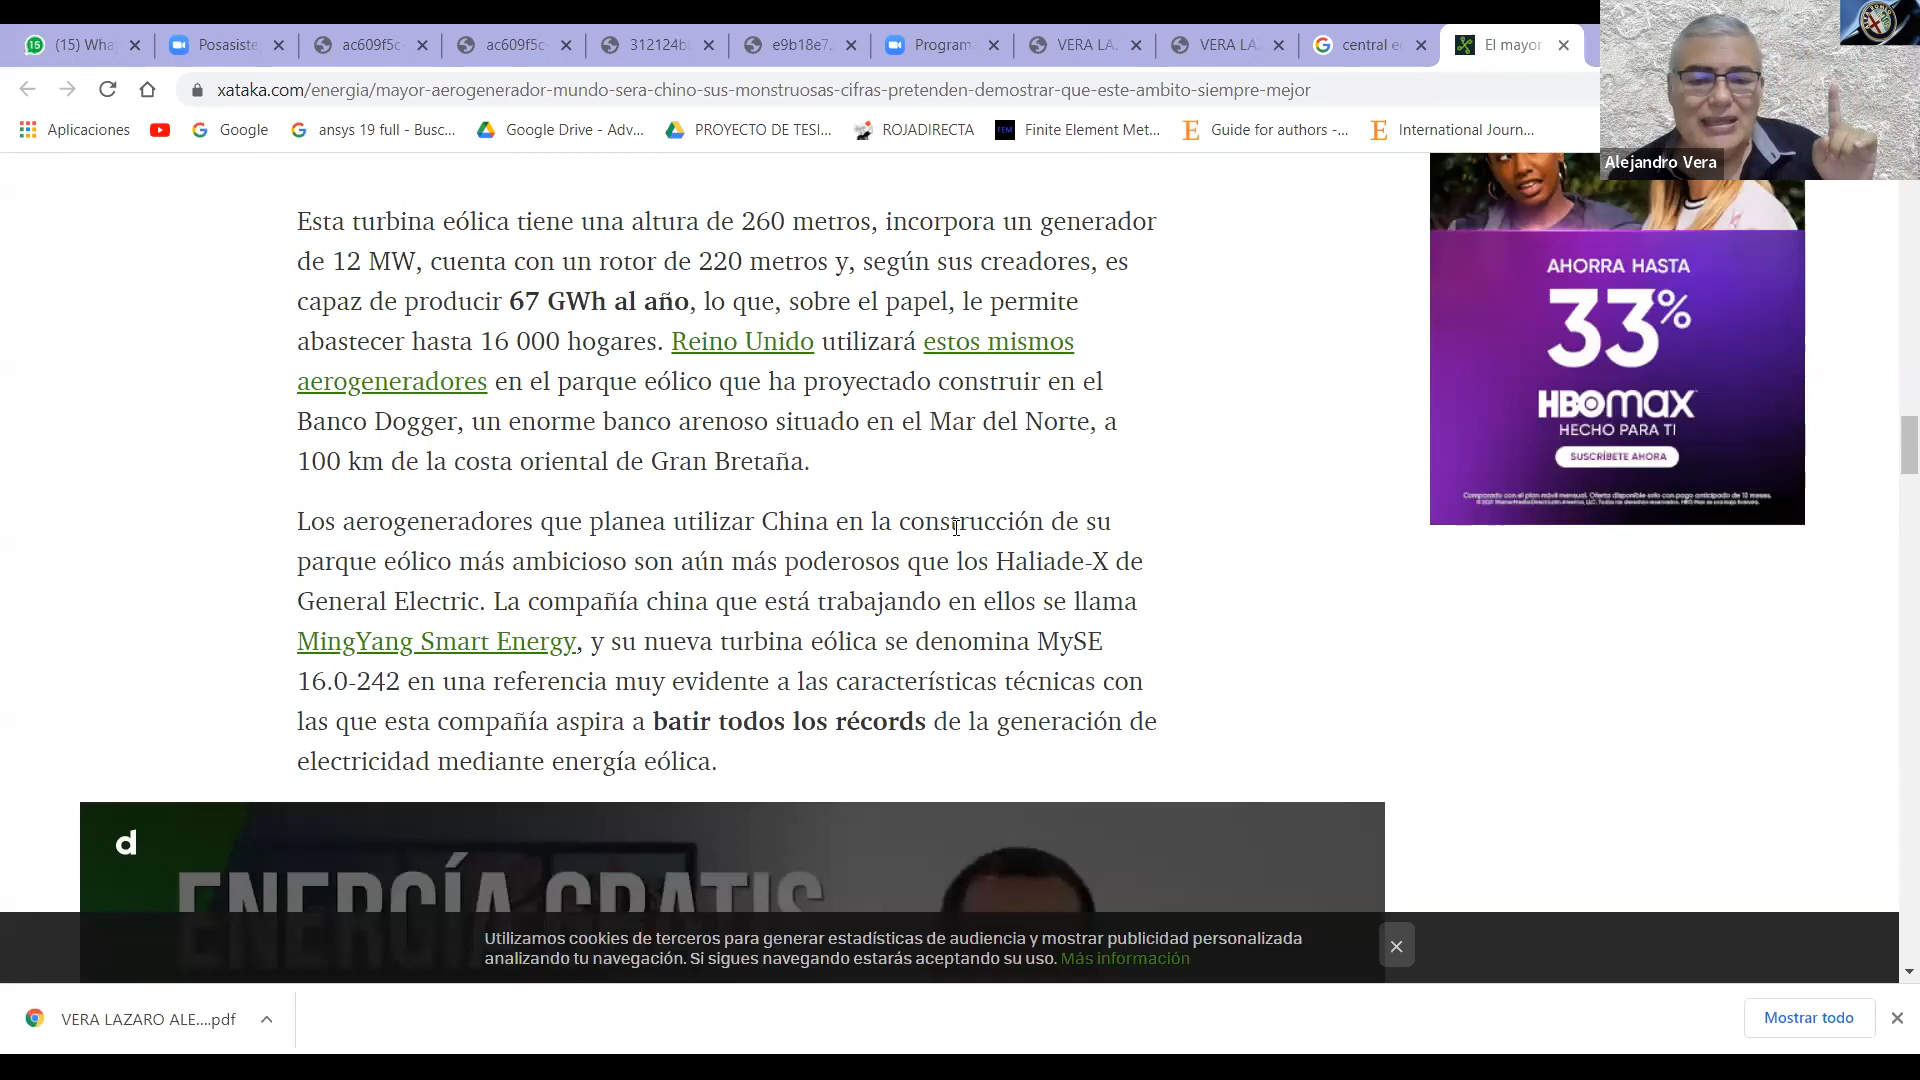 15
(15) Wha
Posasiste
ac609f5c
ac609f5c
312124b
e9b18e7.
Program
VERA LA.
VERA LA.
central e
El mayor
xataka.com/energia/mayor-aerogenerador-mundo-sera-chino-sus-monstruosas-cifras-pretenden-demostrar-que-este-ambito-siempre-mejor
Aplicaciones
Google
ansys 19 full - Busc...
Google Drive - Adv...
PROYECTO DE TESI...
ROJADIRECTA
FEM
Finite Element Met...
Guide for authors -...
International Journ...
Alejandro Vera
Esta turbina eólica tiene una altura de 260 metros, incorpora un generador
de 12 MW, cuenta con un rotor de 220 metros y, según sus creadores, es
capaz de producir 67 GWh al año, lo que, sobre el papel, le permite
abastecer hasta 16 000 hogares. Reino Unido utilizará estos mismos
aerogeneradores en el parque eólico que ha proyectado construir en el
Banco Dogger, un enorme banco arenoso situado en el Mar del Norte, a
100 km de la costa oriental de Gran Bretaña.
Los aerogeneradores que planea utilizar China en la construcción de su
parque eólico más ambicioso son aún más poderosos que los Haliade-X de
General Electric. La compañía china que está trabajando en ellos se llama
MingYang Smart Energy, y su nueva turbina eólica se denomina MySE
16.0-242 en una referencia muy evidente a las características técnicas con
las que esta compañía aspira a batir todos los récords de la generación de
electricidad mediante energía eólica.
AHORRA HASTA
33%
HBOMAX
HECHO PARA TI
SUSCRÍBETE AHORA
d
ENERGÍA GRATIS
Utilizamos cookies de terceros para generar estadísticas de audiencia y mostrar publicidad personalizada
analizando tu navegación. Si sigues navegando estarás aceptando su uso. Más información
VERA LAZARO ALE....pdf
Mostrar todo